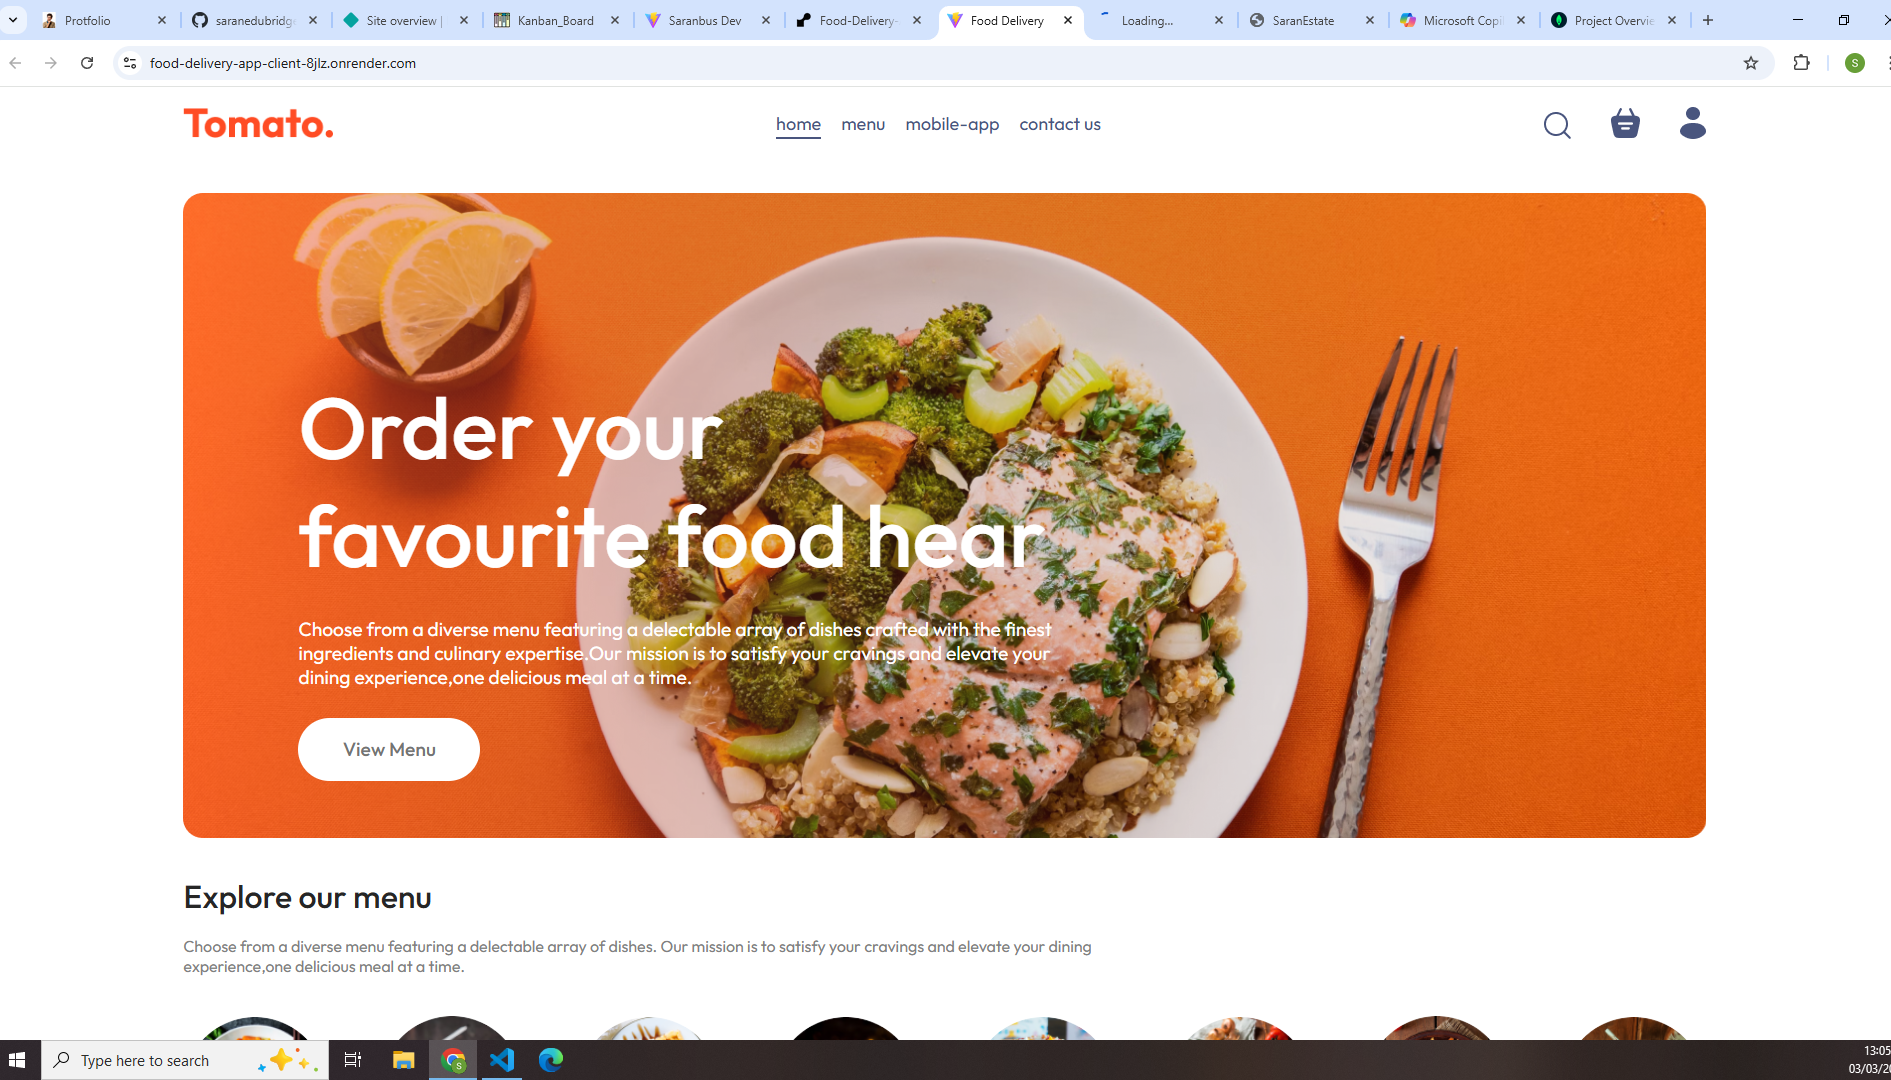 Protfolio
saranedubridge
Site overview |
Kanban_Board
Saranbus Dev
Food-Delivery-
Food Delivery
Loading...
SaranEstate
Microsoft Copi
Project Overvie
food-delivery-app-client-8jlz.onrender.com
S
Tomato.
home
menu
mobile-app
contact us
Order your
favourite food hear
Choose from a diverse menu featuring a delectable array of dishes crafted with the finest
ingredients and culinary expertise.Our mission is to satisfy your cravings and elevate your
dining experience,one delicious meal at a time.
View Menu
Explore our menu
Choose from a diverse menu featuring a delectable array of dishes. Our mission is to satisfy your cravings and elevate your dining
experience,one delicious meal at a time.
Type here to search
S
13:05
03/03/20